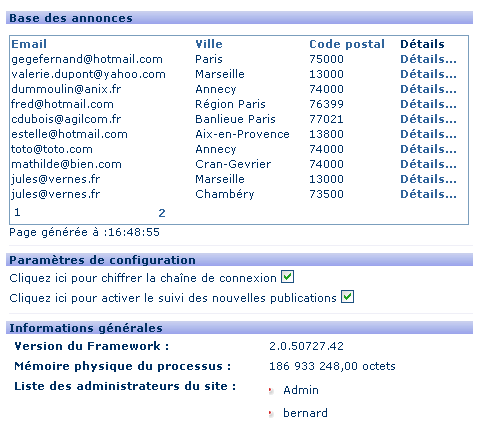 Base des annonces
Email Ville Code postal Détails
gegefernand@hotmail.com Paris 75000 Détails...
valerie.dupont@yahoo.com Marseille 13000 Détails...
dummoulin@anix.fr Annecy 74000 Détails...
fred@hotmail.com Région Paris 76399 Détails...
cdubois@agilcom.fr Banlieue Paris 77021 Détails...
estelle@hotmail.com Aix-en-Provence 13800 Détails...
toto@toto.com Annecy 74000 Détails...
mathilde@bien.com Cran-Gevrier 74000 Détails...
jules@vernes.fr Marseille 13000 Détails...
jules@vernes.fr Chambéry 73500 Détails...
1 2
Page générée à :16:48:55
Paramètres de configuration
Cliquez ici pour chiffrer la chaîne de connexion
Cliquez ici pour activer le suivi des nouvelles publications
Informations générales
Version du Framework : 2.0.50727.42
Mémoire physique du processus : 186 933 248,00 octets
Liste des administrateurs du site : Admin
bernard